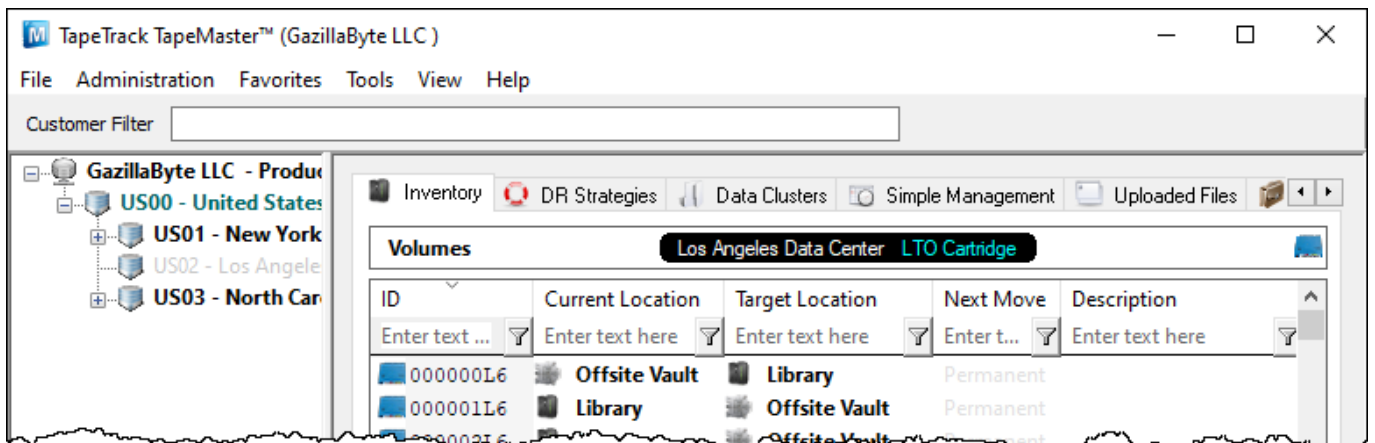 TapeTrack TapeMaster™ (GazillaByte LLC )
File Administration Favorites Tools View Help
Customer Filter
GazillaByte LLC - Produc
US00 - United States
US01 - New York
US02 - Los Angele
US03 - North Car
Inventory DR Strategies Data Clusters Simple Management Uploaded Files
Volumes Los Angeles Data Center LTO Cartridge
ID Current Location Target Location Next Move Description
Enter text ... Enter text here Enter text here Enter t... Enter text here
000000L6 Offsite Vault Library Permanent
000001L6 Library Offsite Vault Permanent
Offsite Vault